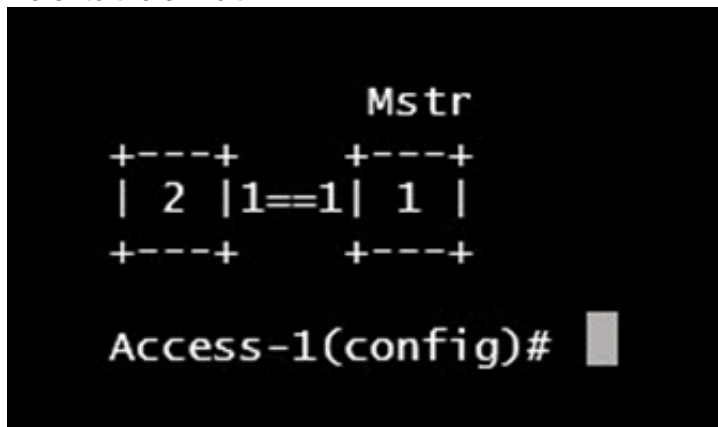 Mstr
+---+ +---+
| 2 |1==1| 1 |
+---+ +---+
Access-1(config)#